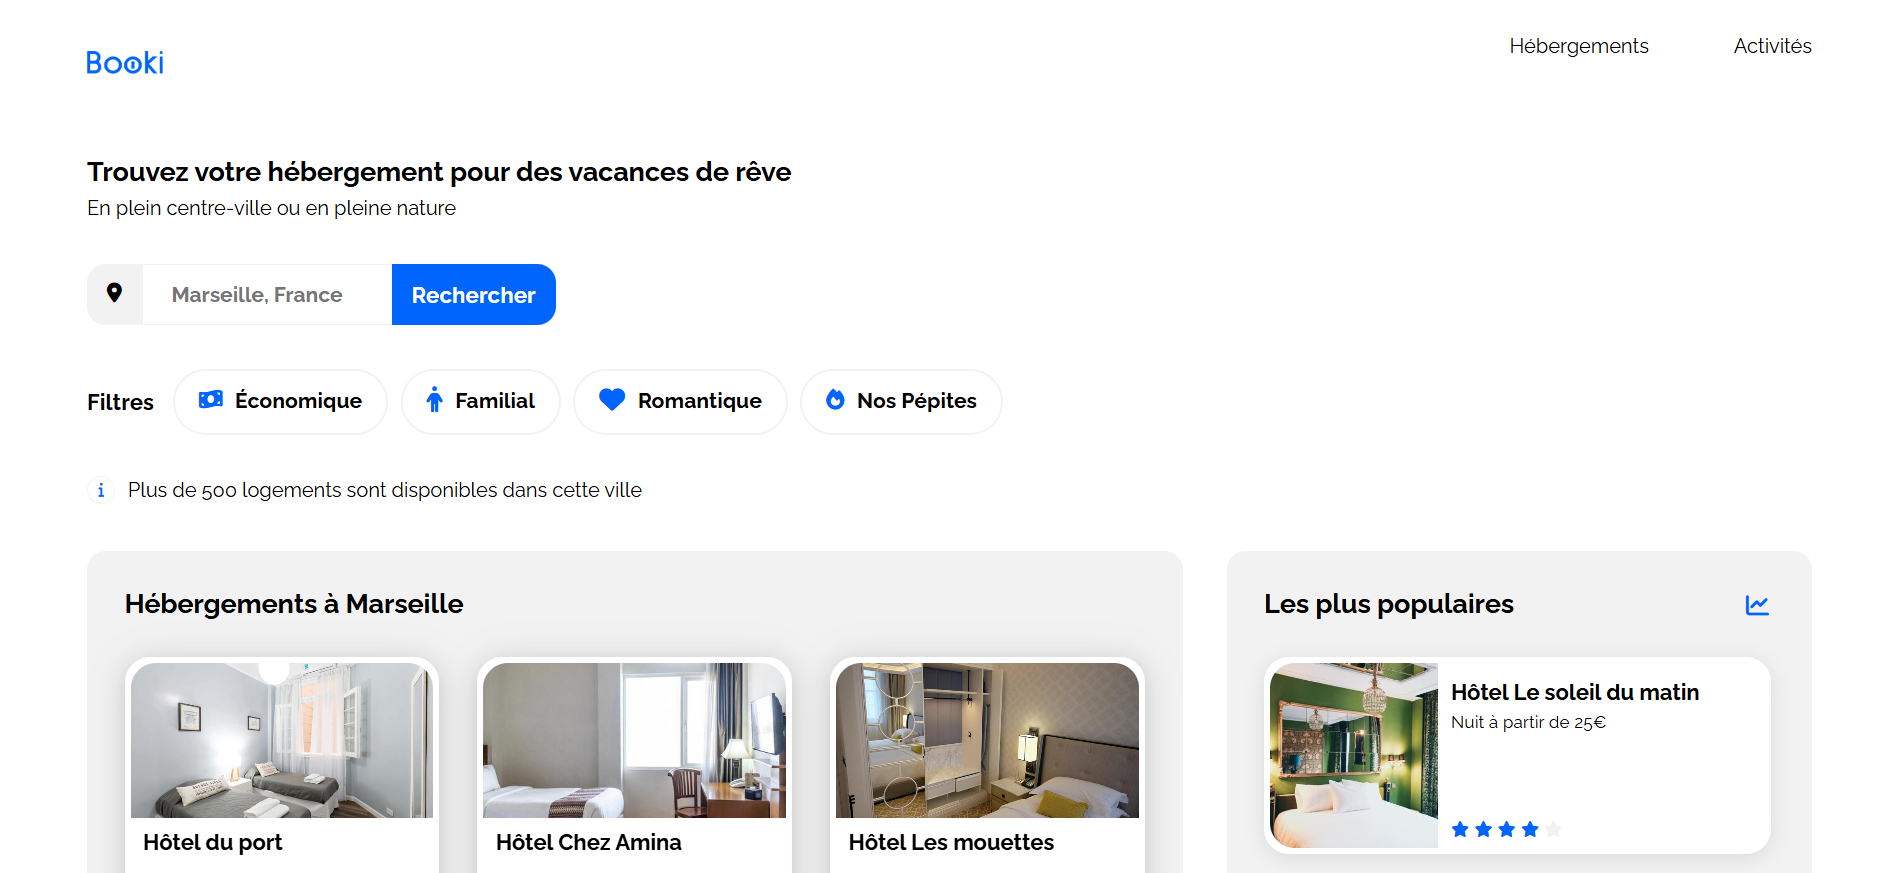 Booki
Hébergements
Activités
Trouvez votre hébergement pour des vacances de rêve
En plein centre-ville ou en pleine nature
Marseille, France
Rechercher
Filtres
Économique
Familial
Romantique
Nos Pépites
Plus de 500 logements sont disponibles dans cette ville
Hébergements à Marseille
Hôtel du port
Hôtel Chez Amina
Hôtel Les mouettes
Les plus populaires
Hôtel Le soleil du matin
Nuit à partir de 25€